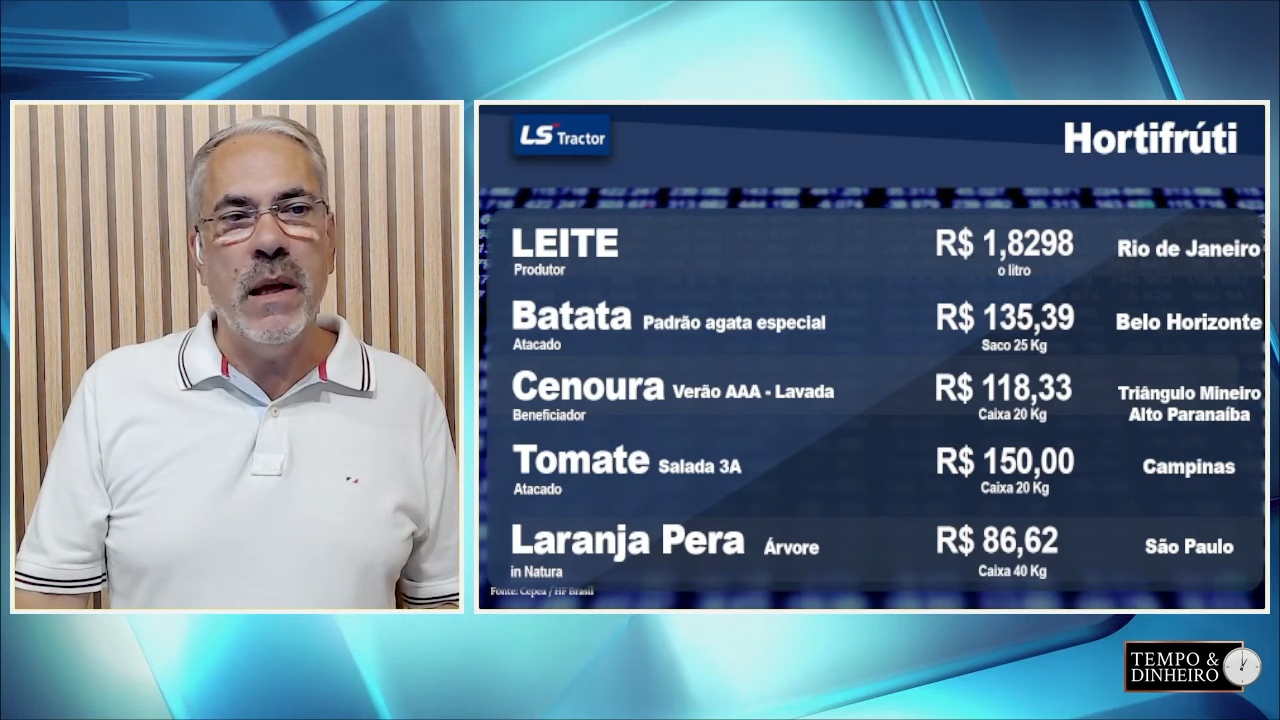 LS Tractor
Hortifrúti
LEITE R$ 1,8298 Rio de Janeiro
Produtor o litro
Batata Padrão agata especial R$ 135,39 Belo Horizonte
Atacado Saco 25 Kg
Cenoura Verão AAA - Lavada R$ 118,33 Triângulo Mineiro
Beneficiador Caixa 20 Kg Alto Paranaíba
Tomate Salada 3A R$ 150,00 Campinas
Atacado Caixa 20 Kg
Laranja Pera Árvore R$ 86,62 São Paulo
in Natura Caixa 40 Kg
Fonte: Cepea / HF Brasil
TEMPO &
DINHEIRO